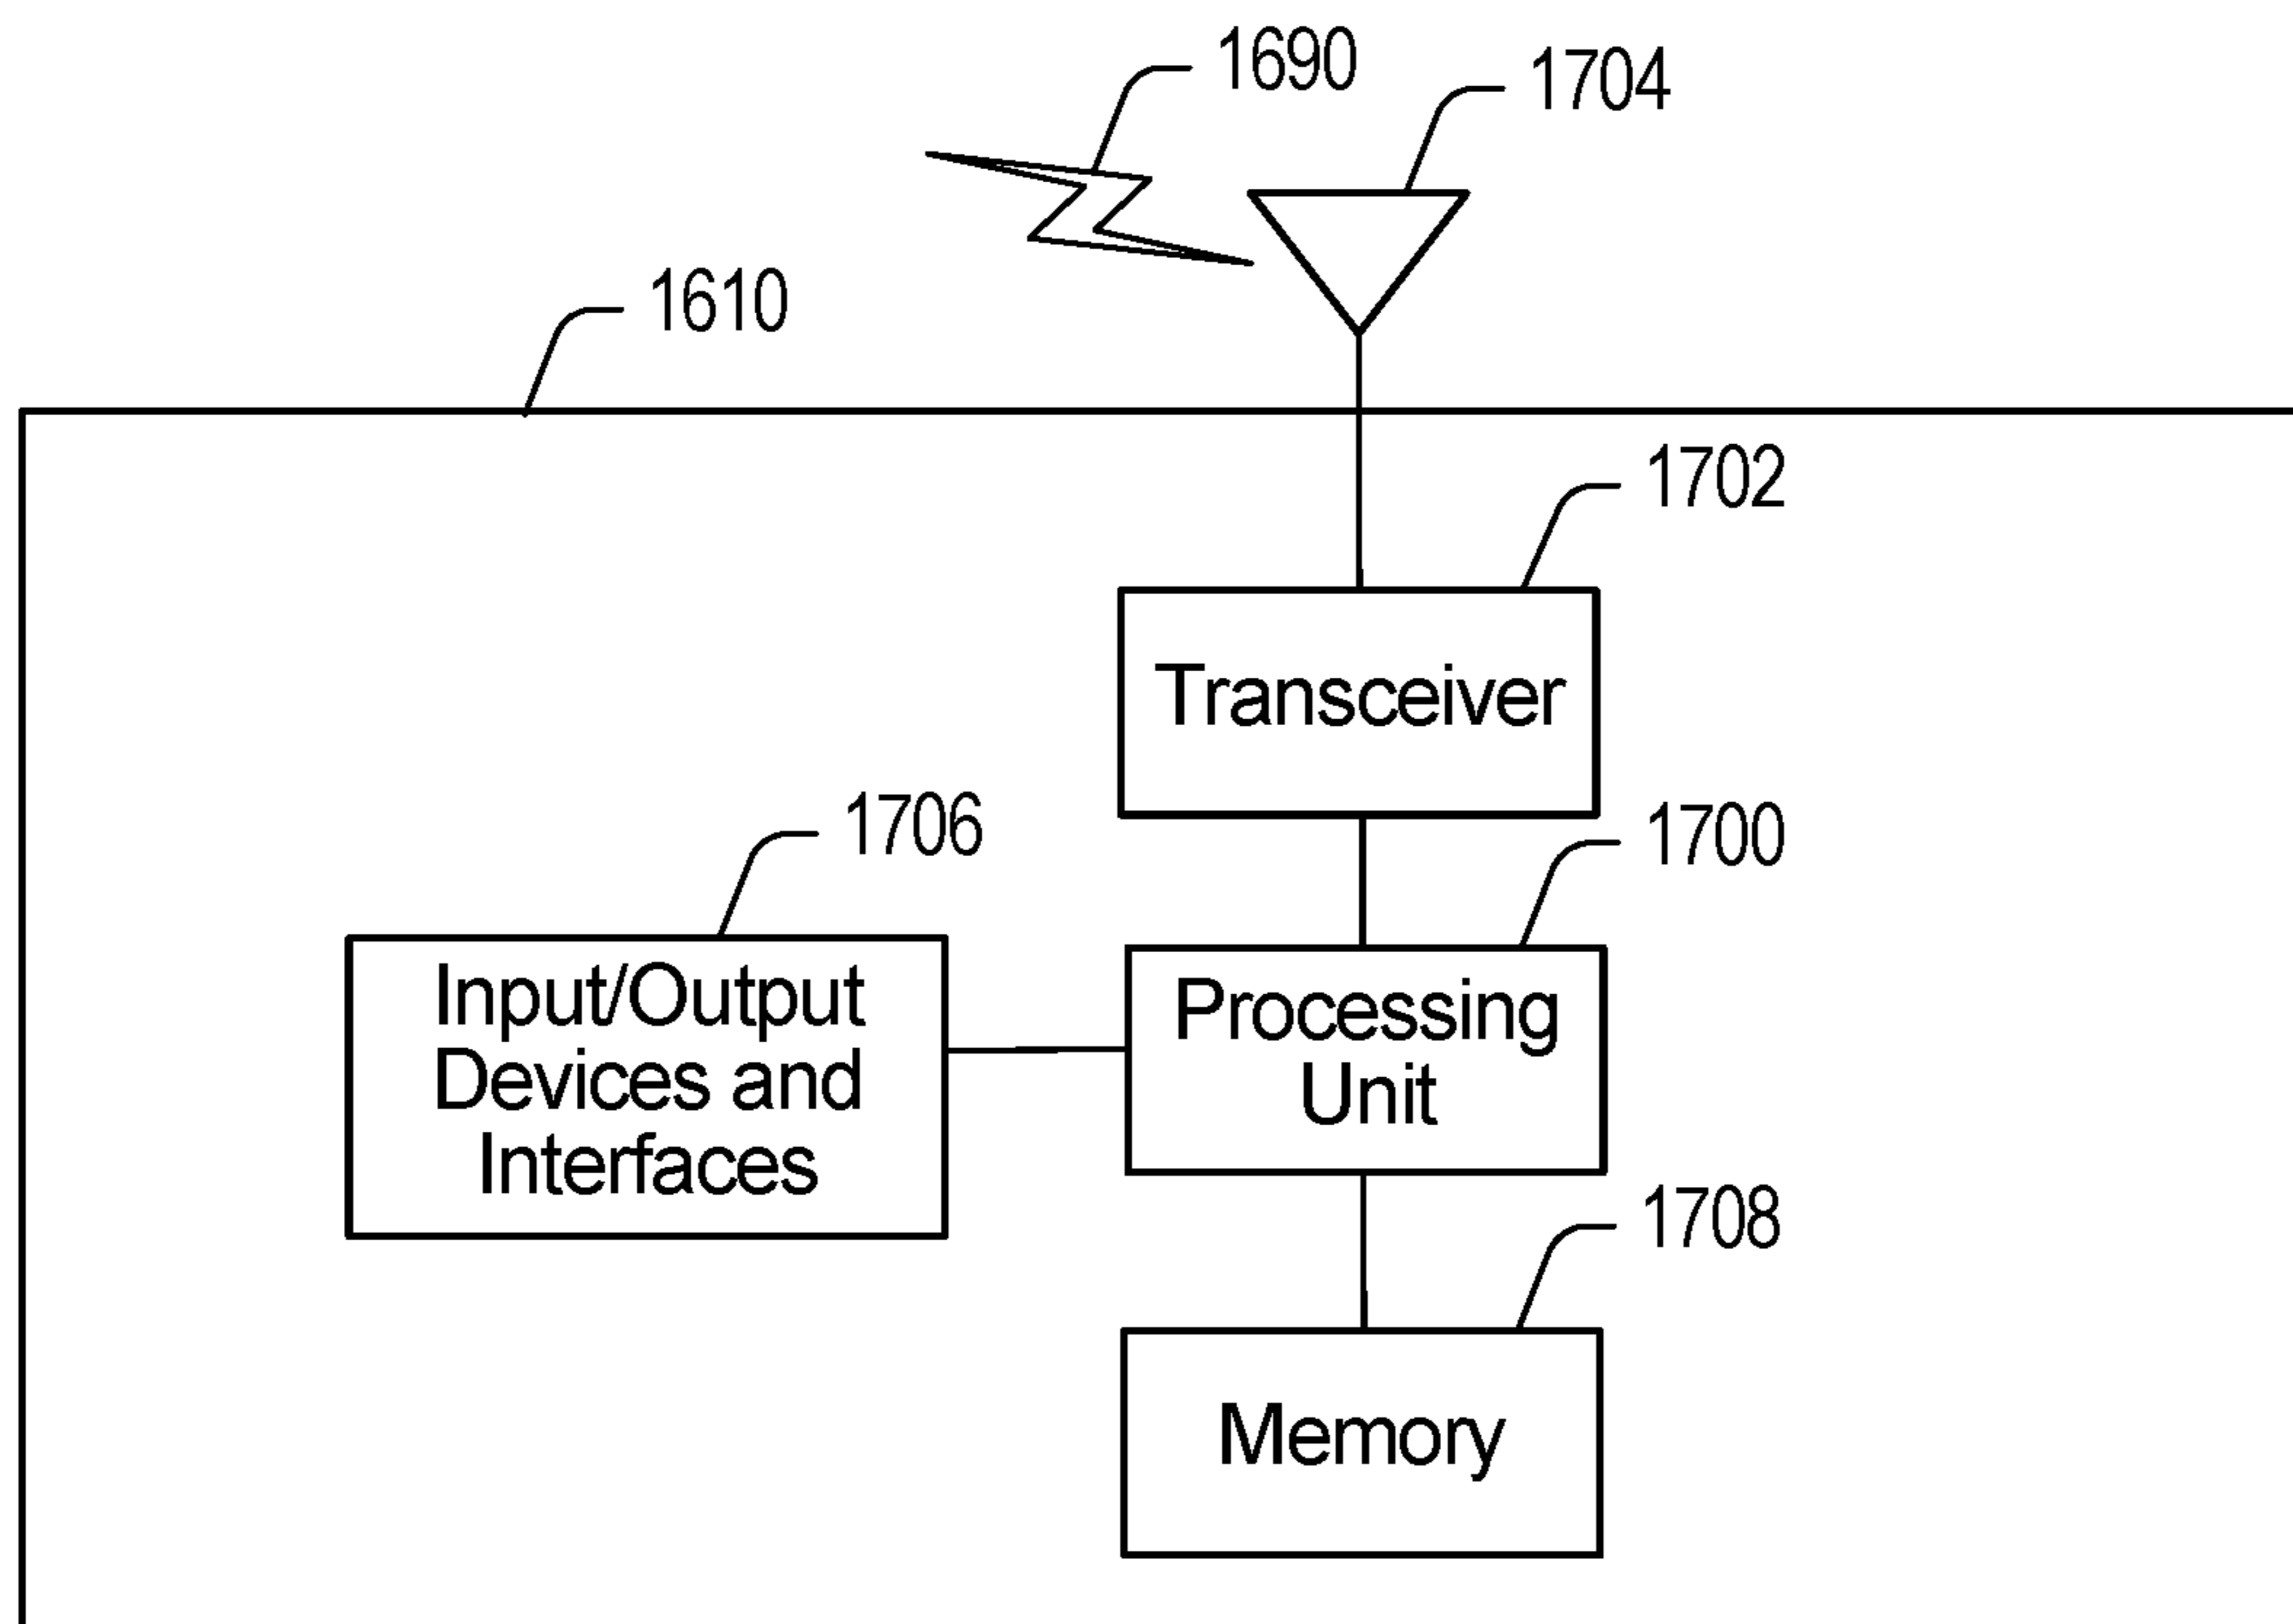 1690
1704
1610
1702
Transceiver
1706
1700
Input/Output
Devices and
Interfaces
Processing
Unit
1708
Memory